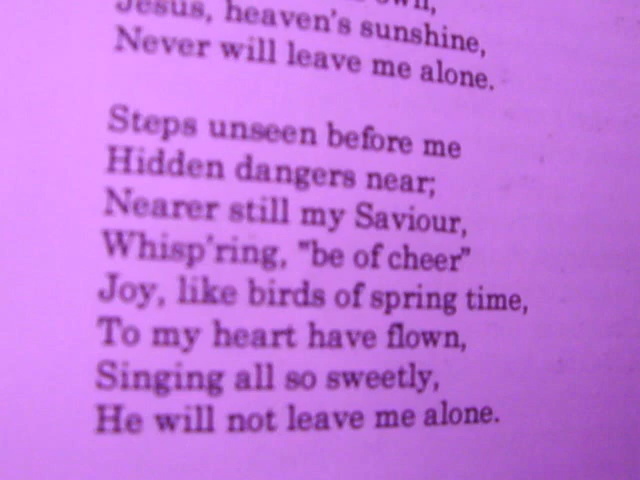 Jesus, heaven's sunshine,
Never will leave me alone.
Steps unseen before me
Hidden dangers near;
Nearer still my Saviour,
Whisp'ring, "be of cheer"
Joy, like birds of spring time,
To my heart have flown,
Singing all so sweetly,
He will not leave me alone.